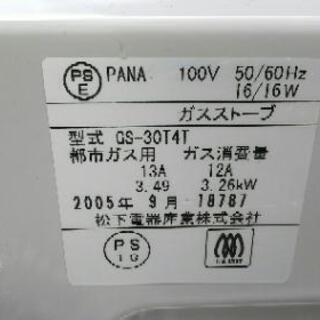 PS E PANA 100V 50/60Hz
16/16W
ガスストーブ
型式 GS-30T4T
都市ガス用 ガス消費量
13A 12A
3.49 3.26kW
2005年 9月 - 18787
松下電器産業株式会社
PS
TG